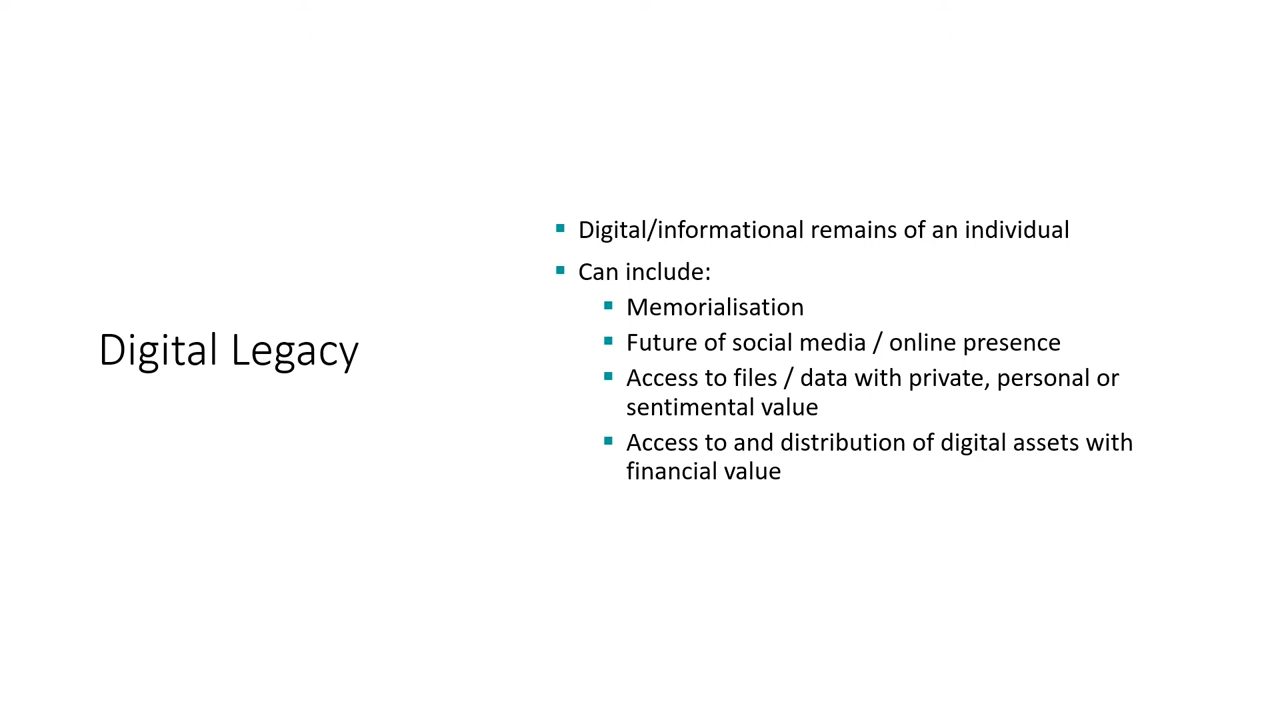 Digital Legacy
▪ Digital/informational remains of an individual
▪ Can include:
▪ Memorialisation
▪ Future of social media / online presence
▪ Access to files / data with private, personal or
sentimental value
▪ Access to and distribution of digital assets with
financial value